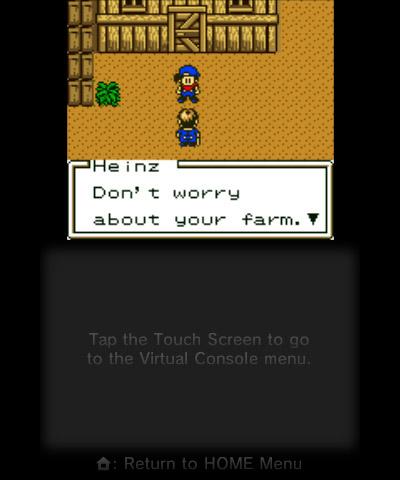 Heinz
Don't worry
about your farm.▼
Tap the Touch Screen to go
to the Virtual Console menu.
: Return to HOME Menu